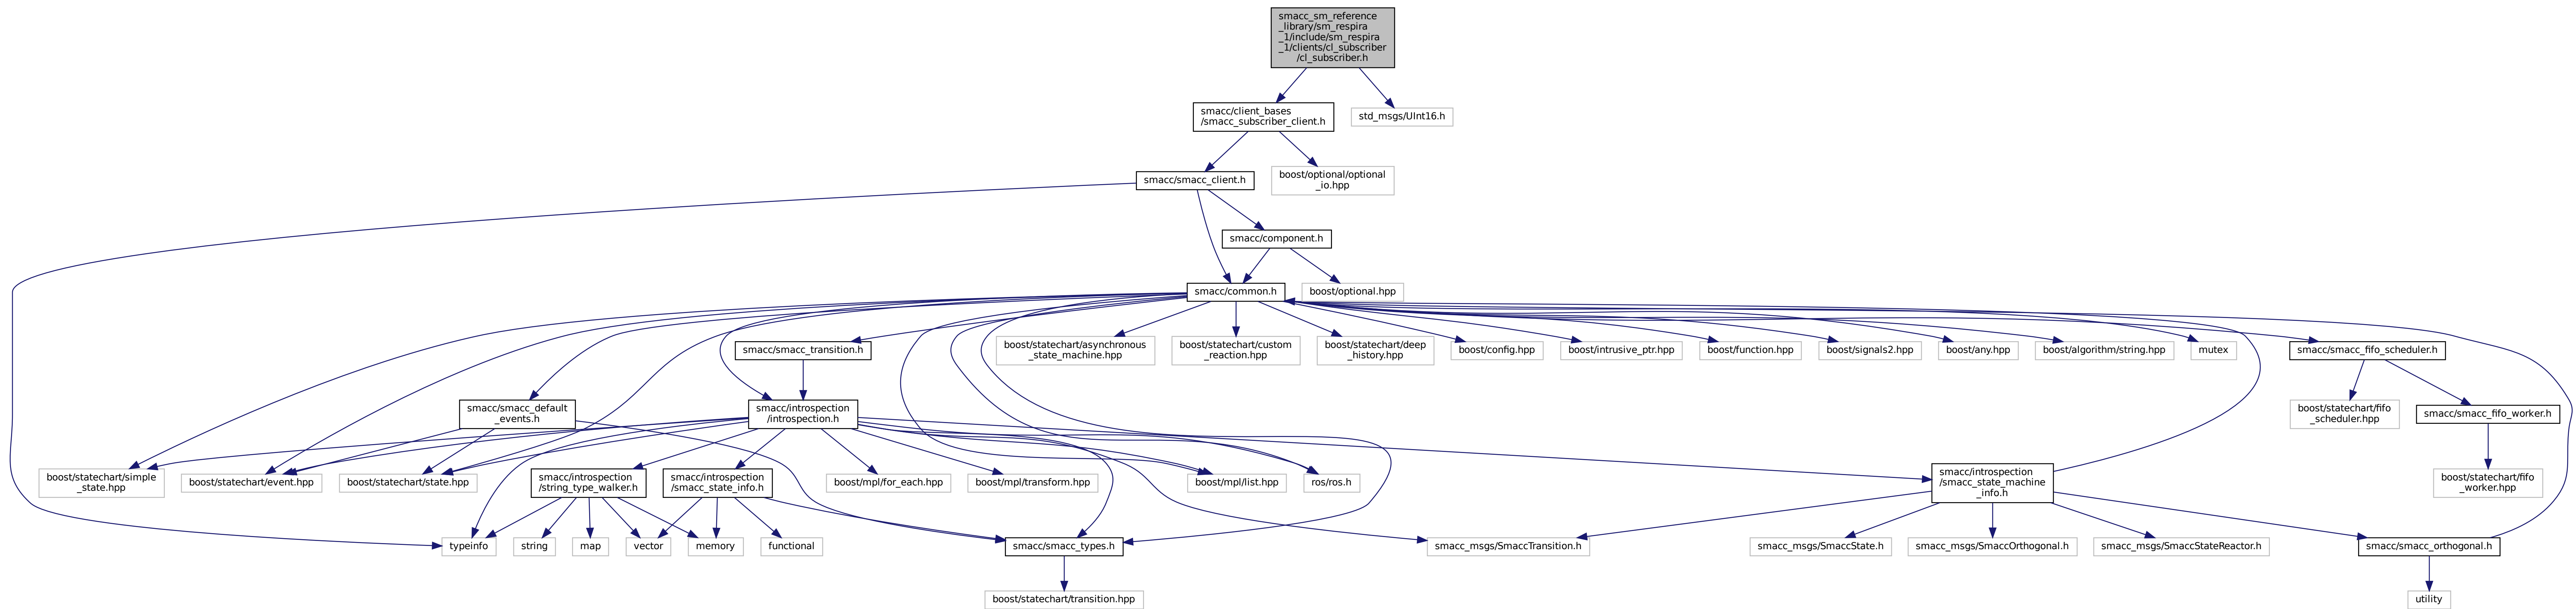 smacc_sm_reference
_library/sm_respira
_1/include/sm_respira
_1/clients/cl_subscriber
/cl_subscriber.h
smacc/client_bases
/smacc_subscriber_client.h
std_msgs/UInt16.h
smacc/smacc_client.h
boost/optional/optional
_io.hpp
smacc/component.h
smacc/common.h
boost/optional.hpp
smacc/smacc_transition.h
boost/statechart/asynchronous
_state_machine.hpp
boost/statechart/custom
_reaction.hpp
boost/statechart/deep
_history.hpp
boost/config.hpp
boost/intrusive_ptr.hpp
boost/function.hpp
boost/signals2.hpp
boost/any.hpp
boost/algorithm/string.hpp
mutex
smacc/smacc_fifo_scheduler.h
smacc/smacc_default
_events.h
smacc/introspection
/introspection.h
boost/statechart/fifo
_scheduler.hpp
smacc/smacc_fifo_worker.h
boost/statechart/simple
_state.hpp
boost/statechart/event.hpp
boost/statechart/state.hpp
smacc/introspection
/string_type_walker.h
smacc/introspection
/smacc_state_info.h
boost/mpl/for_each.hpp
boost/mpl/transform.hpp
boost/mpl/list.hpp
ros/ros.h
smacc/introspection
/smacc_state_machine
_info.h
boost/statechart/fifo
_worker.hpp
typeinfo
string
map
vector
memory
functional
smacc/smacc_types.h
smacc_msgs/SmaccTransition.h
smacc_msgs/SmaccState.h
smacc_msgs/SmaccOrthogonal.h
smacc_msgs/SmaccStateReactor.h
smacc/smacc_orthogonal.h
boost/statechart/transition.hpp
utility